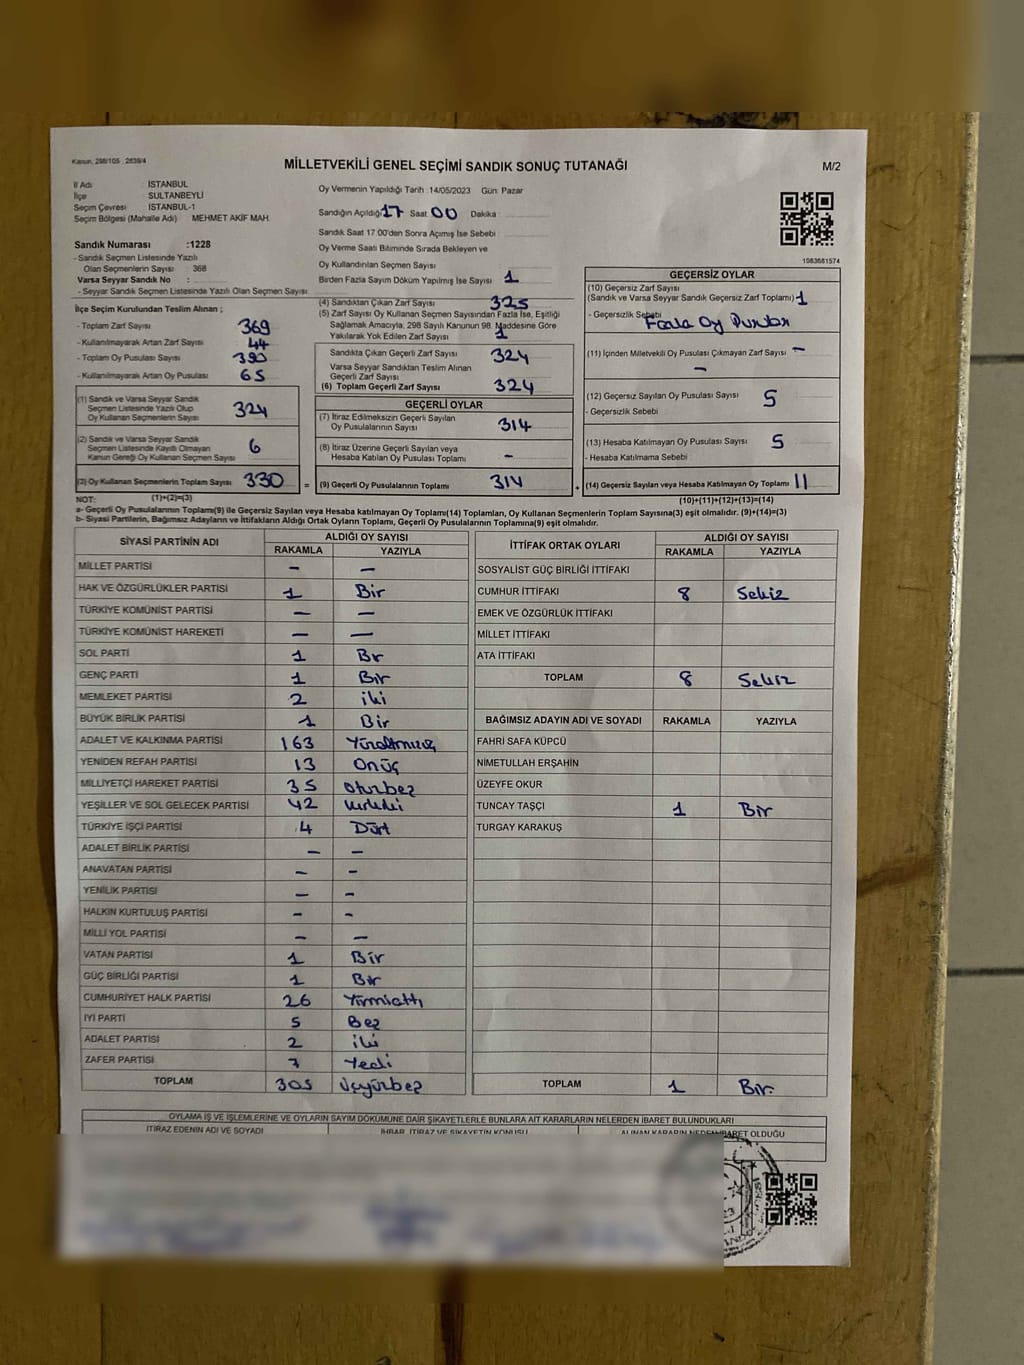 Kanun, 298/105 , 2839/4
MİLLETVEKİLİ GENEL SEÇİMİ SANDIK SONUÇ TUTANAĞI
M/2
İl Adı : İSTANBUL
İlçe : SULTANBEYLİ
Seçim Çevresi : İSTANBUL-1
Seçim Bölgesi (Mahalle Adı) MEHMET AKİF MAH.
Sandık Numarası :1228
- Sandık Seçmen Listesinde Yazılı
Olan Seçmenlerin Sayısı : 368
Varsa Seyyar Sandık No :
- Seyyar Sandık Seçmen Listesinde Yazılı Olan Seçmen Sayısı
Oy Vermenin Yapıldığı Tarih :14/05/2023 Gün: Pazar
Sandığın Açıldığı 17 Saat 00 Dakika :
Sandık Saat 17:00'den Sonra Açımış İse Sebebi :
Oy Verme Saati Bitiminde Sırada Bekleyen ve
Oy Kullandırılan Seçmen Sayısı
Birden Fazla Sayım Döküm Yapılmış İse Sayısı : 1
1983681574
İlçe Seçim Kurulundan Teslim Alınan ;
- Toplam Zarf Sayısı 369
- Kullanılmayarak Artan Zarf Sayısı 44
- Toplam Oy Pusulası Sayısı 390
- Kullanılmayarak Artan Oy Pusulası 65
(1) Sandık ve Varsa Seyyar Sandık
Seçmen Listesinde Yazılı Olup
Oy Kullanan Seçmenlerin Sayısı 324
(2) Sandık ve Varsa Seyyar Sandık
Seçmen Listesinde Kayıtlı Olmayan
Kanun Gereği Oy Kullanan Seçmen Sayısı 6
(3) Oy Kullanan Seçmenlerin Toplam Sayısı 330
(4) Sandıktan Çıkan Zarf Sayısı 325
(5) Zarf Sayısı Oy Kullanan Seçmen Sayısından Fazla İse, Eşitliği
Sağlamak Amacıyla, 298 Sayılı Kanunun 98. Maddesine Göre
Yakılarak Yok Edilen Zarf Sayısı 1
Sandıkta Çıkan Geçerli Zarf Sayısı 324
Varsa Seyyar Sandıktan Teslim Alınan
Geçerli Zarf Sayısı
(6) Toplam Geçerli Zarf Sayısı 324
GEÇERLİ OYLAR
(7) İtiraz Edilmeksizin Geçerli Sayılan
Oy Pusulalarının Sayısı 314
(8) İtiraz Üzerine Geçerli Sayılan veya
Hesaba Katılan Oy Pusulası Toplamı -
= (9) Geçerli Oy Pusulalarının Toplamı 314
GEÇERSİZ OYLAR
(10) Geçersiz Zarf Sayısı
(Sandık ve Varsa Seyyar Sandık Geçersiz Zarf Toplamı) 1
- Geçersizlik Sebebi
Fazla Oy
(11) İçinden Milletvekili Oy Pusulası Çıkmayan Zarf Sayısı -
-
(12) Geçersiz Sayılan Oy Pusulası Sayısı 5
- Geçersizlik Sebebi
(13) Hesaba Katılmayan Oy Pusulası Sayısı 5
- Hesaba Katılmama Sebebi
+ (14) Geçersiz Sayılan veya Hesaba Katılmayan Oy Toplamı 11
NOT: (1)+(2)=(3)
(10)+(11)+(12)+(13)=(14)
a- Geçerli Oy Pusulalarının Toplamı(9) ile Geçersiz Sayılan veya Hesaba Katılmayan Oy Toplamı(14) Toplamları, Oy Kullanan Seçmenlerin Toplam Sayısına(3) eşit olmalıdır. (9)+(14)=(3)
b- Siyasi Partilerin, Bağımsız Adayların ve İttifakların Aldığı Ortak Oyların Toplamı, Geçerli Oy Pusulalarının Toplamına(9) eşit olmalıdır.
SİYASİ PARTİNİN ADI
ALDIĞI OY SAYISI
RAKAMLA YAZIYLA
MİLLET PARTİSİ - -
HAK VE ÖZGÜRLÜKLER PARTİSİ 1 Bir
TÜRKİYE KOMÜNİST PARTİSİ - -
TÜRKİYE KOMÜNİST HAREKETİ - -
SOL PARTİ 1 Bir
GENÇ PARTİ 1 Bir
MEMLEKET PARTİSİ 2 iki
BÜYÜK BİRLİK PARTİSİ 1 Bir
ADALET VE KALKINMA PARTİSİ 163 Yüzaltmışüç
YENİDEN REFAH PARTİSİ 13 Onüç
MİLLİYETÇİ HAREKET PARTİSİ 35 Otuzbeş
YEŞİLLER VE SOL GELECEK PARTİSİ 42 kırkiki
TÜRKİYE İŞÇİ PARTİSİ 4 Dört
ADALET BİRLİK PARTİSİ - -
ANAVATAN PARTİSİ - -
YENİLİK PARTİSİ - -
HALKIN KURTULUŞ PARTİSİ - -
MİLLİ YOL PARTİSİ - -
VATAN PARTİSİ 1 Bir
GÜÇ BİRLİĞİ PARTİSİ 1 Bir
CUMHURİYET HALK PARTİSİ 26 Yirmialtı
İYİ PARTİ 5 Beş
ADALET PARTİSİ 2 iki
ZAFER PARTİSİ 7 Yedi
TOPLAM 305 Üçyüzbeş
İTTİFAK ORTAK OYLARI
ALDIĞI OY SAYISI
RAKAMLA YAZIYLA
SOSYALİST GÜÇ BİRLİĞİ İTTİFAKI
CUMHUR İTTİFAKI 8 Sekiz
EMEK VE ÖZGÜRLÜK İTTİFAKI
MİLLET İTTİFAKI
ATA İTTİFAKI
TOPLAM 8 Sekiz
BAĞIMSIZ ADAYIN ADI VE SOYADI RAKAMLA YAZIYLA
FAHRİ SAFA KÜPCÜ
NİMETULLAH ERŞAHİN
ÜZEYFE OKUR
TUNCAY TAŞÇI 1 Bir
TURGAY KARAKUŞ
TOPLAM 1 Bir.
OYLAMA İŞ VE İŞLEMLERİNE VE OYLARIN SAYIM DÖKÜMÜNE DAİR ŞİKAYETLERLE BUNLARA AİT KARARLARIN NELERDEN İBARET BULUNDUKLARI
İTİRAZ EDENİN ADI VE SOYADI
İHBAR, İTİRAZ VE ŞİKAYETİN KONUSU
ALINAN KARARIN NEDEN İBARET OLDUĞU